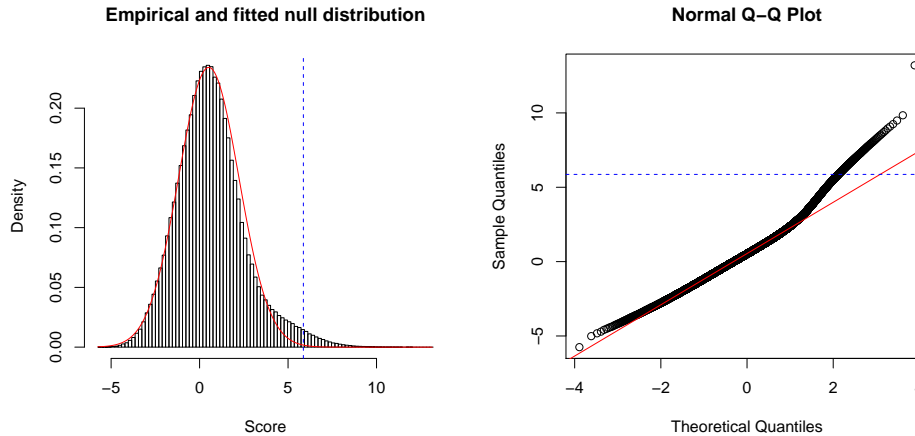 Empirical and fitted null distribution
Density
0.00
0.05
0.10
0.15
0.20
−5
0
5
10
Score
Normal Q−Q Plot
Sample Quantiles
−5
0
5
10
−4
−2
0
2
Theoretical Quantiles